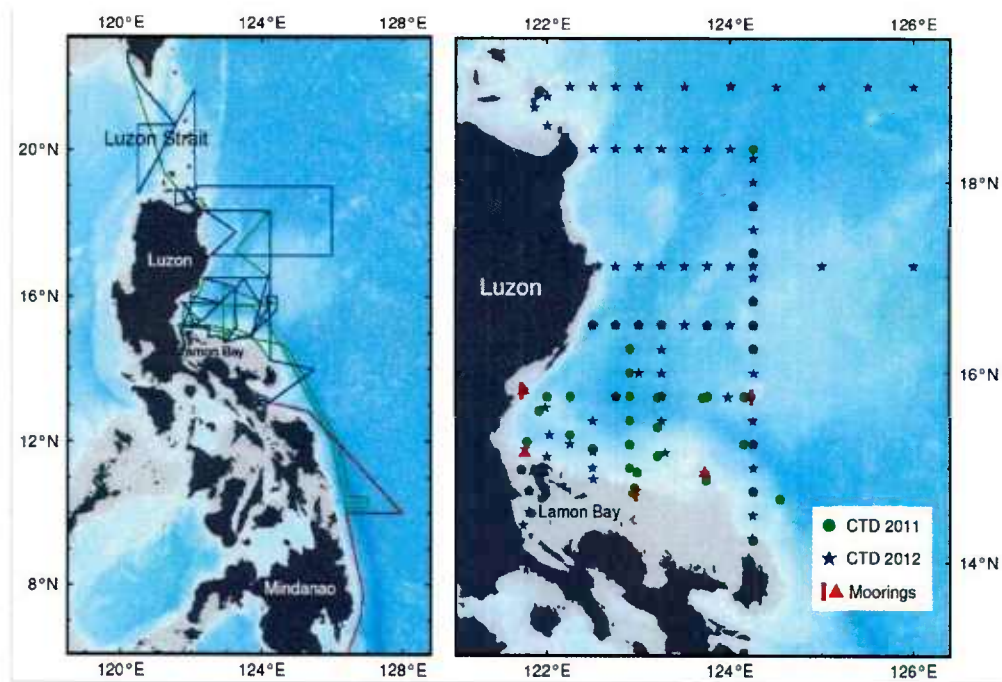 120°E 124°E 128°E
122°E 124°E 126°E
20°N
16°N
12°N
8°N
Luzon Strait
Luzon
Lamon Bay
Mindanao
120°E 124°E 128°E
18°N
16°N
14°N
Luzon
Lamon Bay
CTD 2011
CTD 2012
Moorings
122°E 124°E 126°E